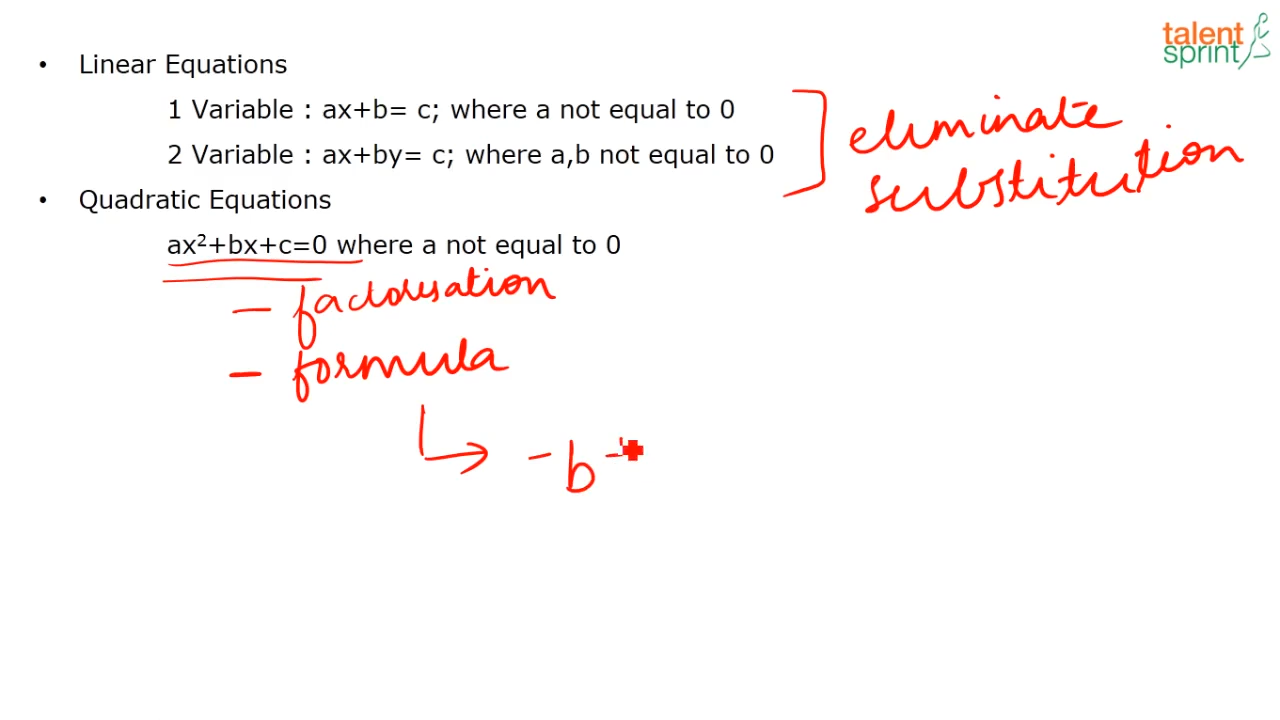 talent
sprint
• Linear Equations
1 Variable : ax+b= c; where a not equal to 0
2 Variable : ax+by= c; where a,b not equal to 0
eliminate
substitution
• Quadratic Equations
ax²+bx+c=0 where a not equal to 0
- factorisation
- formula
-b